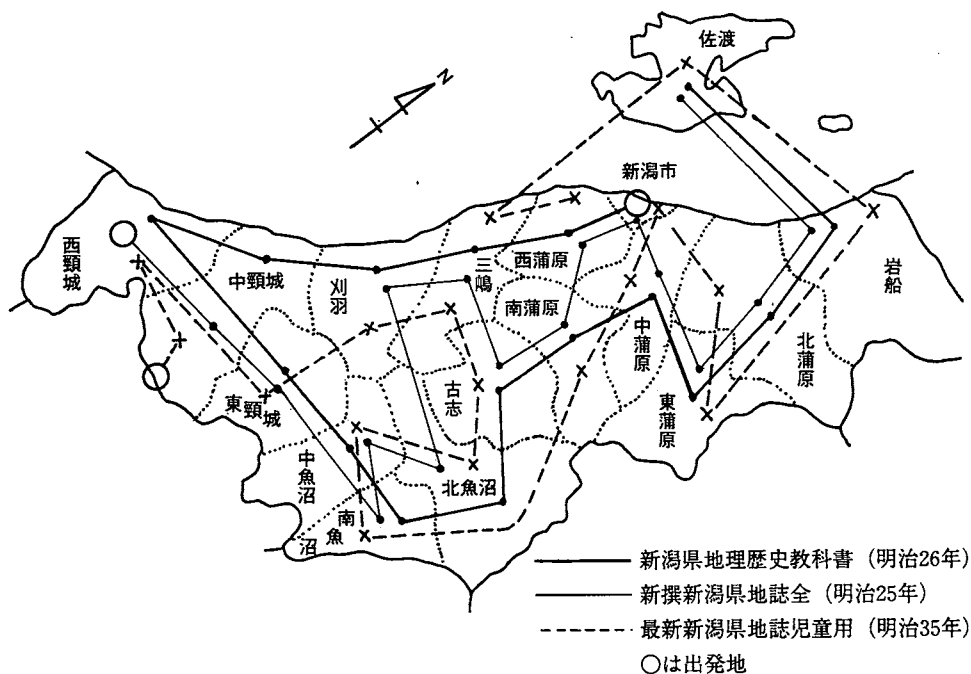 佐渡
N
新潟市
西頸城
中頸城
刈羽
三嶋
西蒲原
南蒲原
中蒲原
東蒲原
北蒲原
岩船
古志
東頸城
中魚沼
南魚沼
北魚沼
新潟県地理歴史教科書(明治26年)
新撰新潟県地誌全(明治25年)
最新新潟県地誌児童用(明治35年)
○は出発地